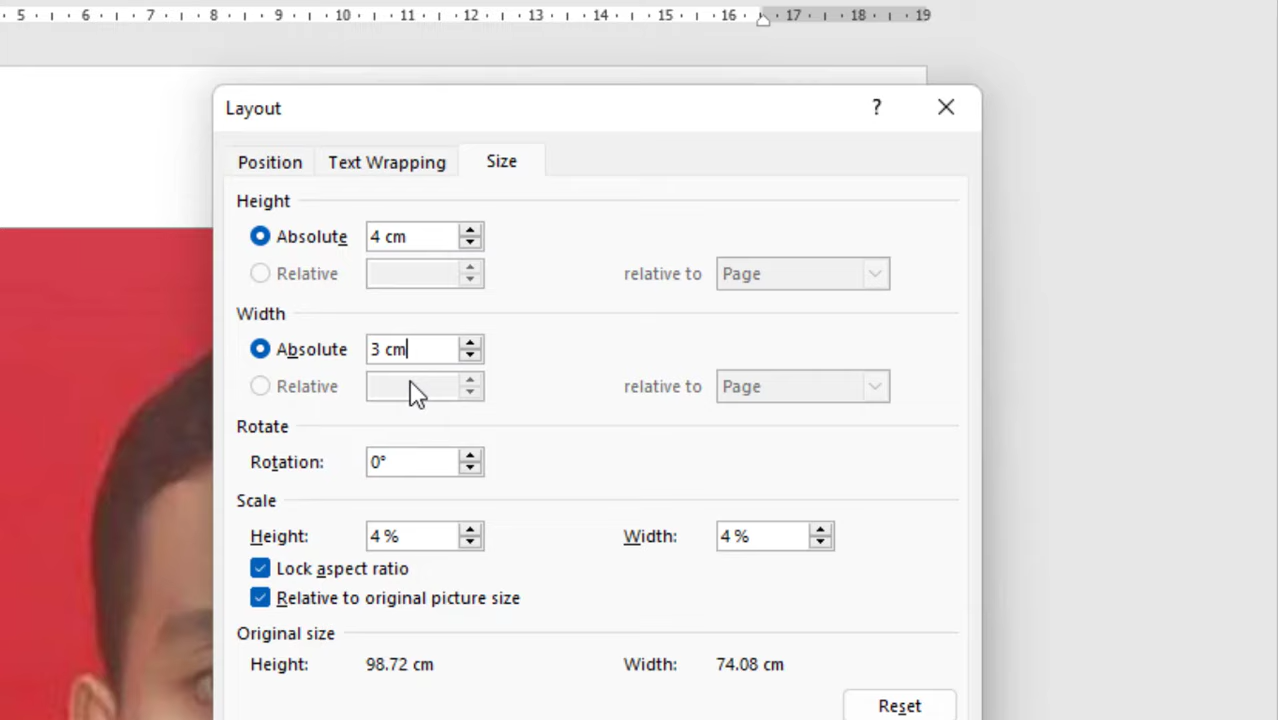 5 6 7 8 9 10 11 12 13 14 15 16 17 18 19
Layout ?
Position Text Wrapping Size
Height
Absolute 4 cm
Relative relative to Page
Width
Absolute 3 cm
Relative relative to Page
Rotate
Rotation: 0°
Scale
Height: 4 % Width: 4 %
Lock aspect ratio
Relative to original picture size
Original size
Height: 98.72 cm Width: 74.08 cm
Reset